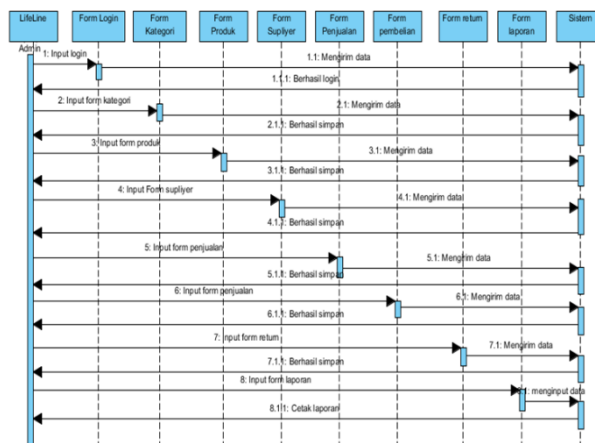 LifeLine
Form Login
Form
Kategori
Form
Produk
Form
Supliyer
Form
Penjualan
Form
pembelian
Form return
Form
laporan
Sistem
Admin
1: Input login
1.1: Mengirim data
1.1.1: Berhasil login
2: Input form kategori
2.1: Mengirim data
2.1.1: Berhasil simpan
3: Input form produk
3.1: Mengirim data
3.1.1: Berhasil simpan
4: Input Form supliyer
4.1: Mengirim data
4.1.1: Berhasil simpan
5: Input form penjualan
5.1: Mengirim data
5.1.1: Berhasil simpan
6: Input form penjualan
6.1: Mengirim data
6.1.1: Berhasil simpan
7: Input form return
7.1: Mengirim data
7.1.1: Berhasil simpan
8: Input form laporan
8.1: menginput data
8.1.1: Cetak laporan